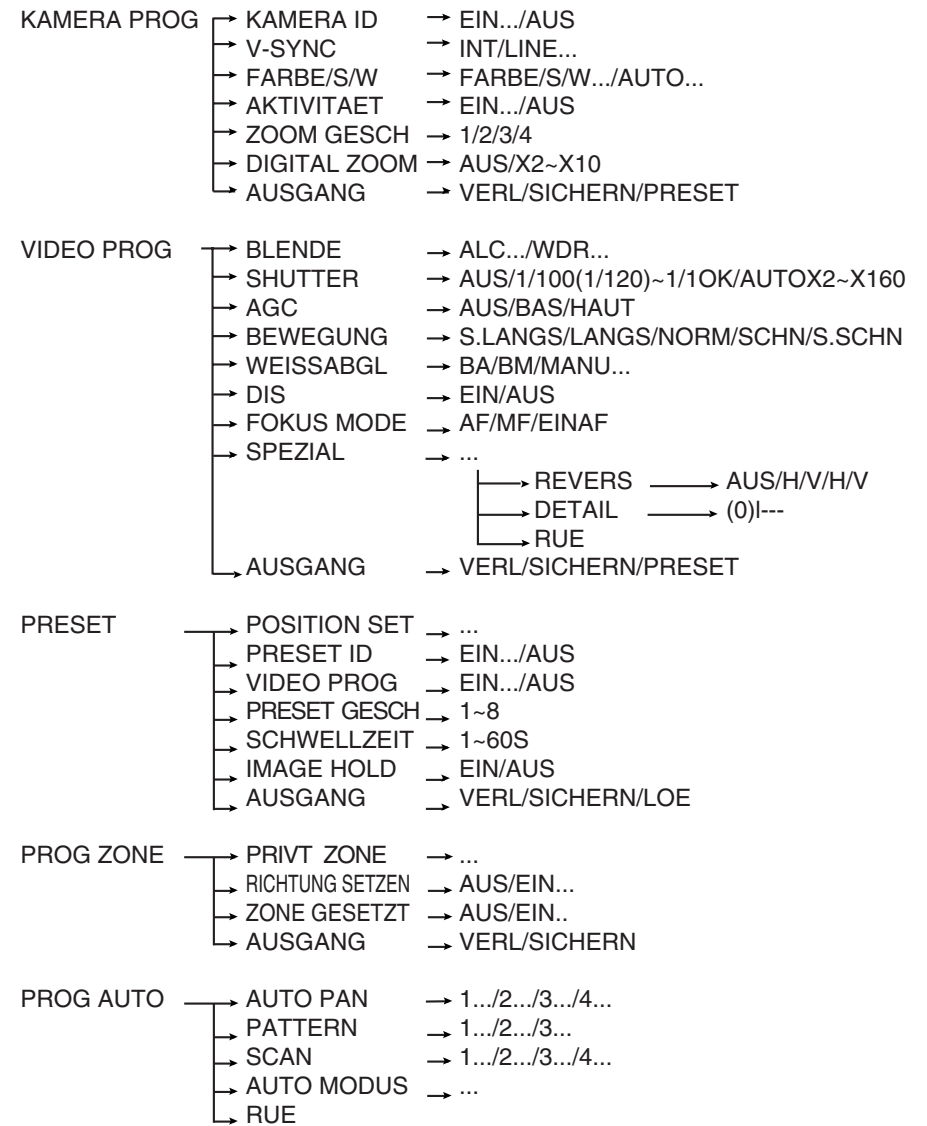 KAMERA PROG KAMERA ID EIN.../AUS
V-SYNC INT/LINE...
FARBE/S/W FARBE/S/W.../AUTO...
AKTIVITAET EIN.../AUS
ZOOM GESCH 1/2/3/4
DIGITAL ZOOM AUS/X2~X10
AUSGANG VERL/SICHERN/PRESET
VIDEO PROG BLENDE ALC.../WDR...
SHUTTER AUS/1/100(1/120)~1/1OK/AUTOX2~X160
AGC AUS/BAS/HAUT
BEWEGUNG S.LANGS/LANGS/NORM/SCHN/S.SCHN
WEISSABGL BA/BM/MANU...
DIS EIN/AUS
FOKUS MODE AF/MF/EINAF
SPEZIAL ...
REVERS AUS/H/V/H/V
DETAIL (0)I---
RUE
AUSGANG VERL/SICHERN/PRESET
PRESET POSITION SET ...
PRESET ID EIN.../AUS
VIDEO PROG EIN.../AUS
PRESET GESCH 1~8
SCHWELLZEIT 1~60S
IMAGE HOLD EIN/AUS
AUSGANG VERL/SICHERN/LOE
PROG ZONE PRIVT ZONE ...
RICHTUNG SETZEN AUS/EIN...
ZONE GESETZT AUS/EIN..
AUSGANG VERL/SICHERN
PROG AUTO AUTO PAN 1.../2.../3.../4...
PATTERN 1.../2.../3...
SCAN 1.../2.../3.../4...
AUTO MODUS ...
RUE